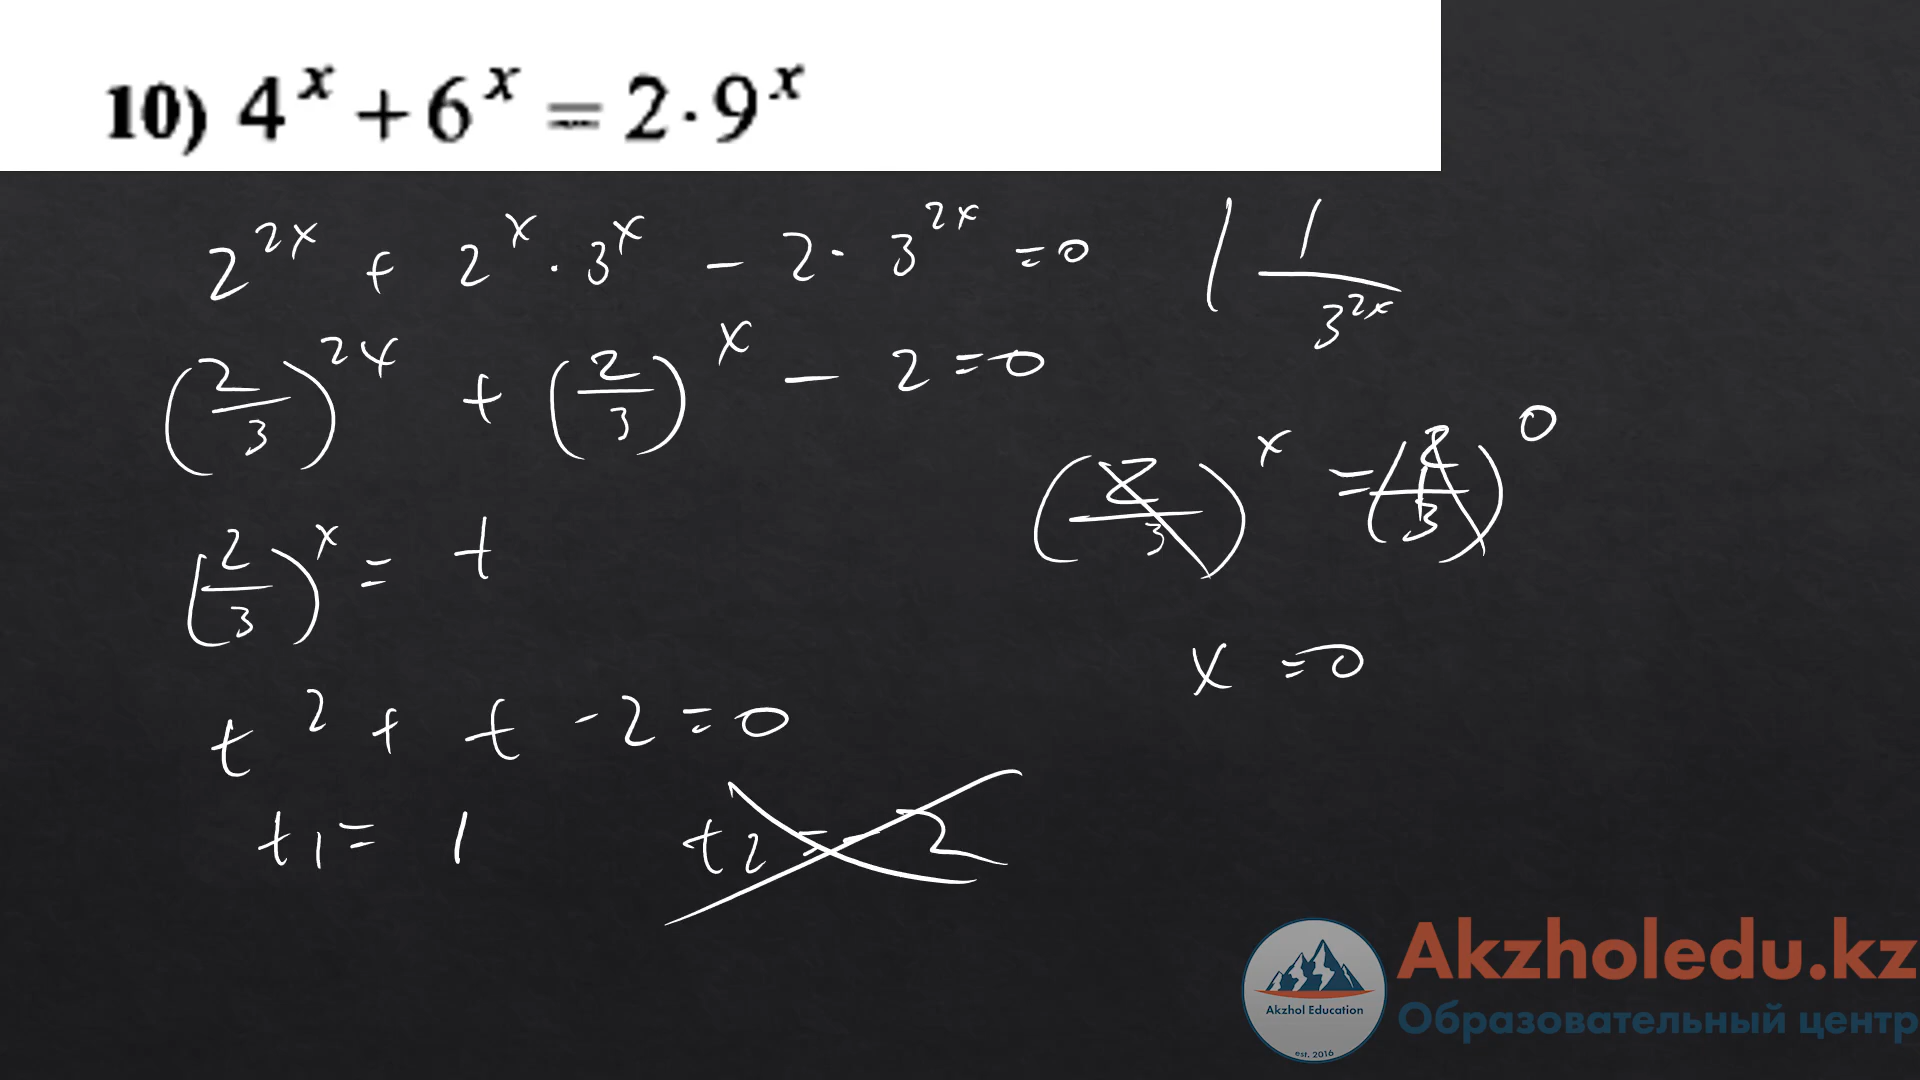 10) 4^x + 6^x = 2 · 9^x
2^{2x} + 2^x · 3^x - 2 · 3^{2x} = 0 | 1/3^{2x}
(2/3)^{2x} + (2/3)^x - 2 = 0
(2/3)^x = (2/3)^0
(2/3)^x = t
x = 0
t^2 + t - 2 = 0
t1 = 1 t2 = -2
Akzholedu.kz
Образовательный центр
Akzhol Education
est. 2016